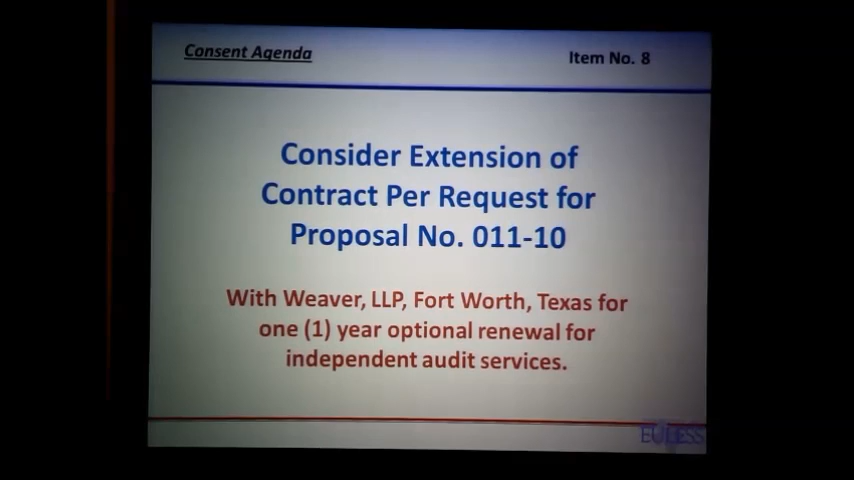 Consent Agenda
Item No. 8
Consider Extension of
Contract Per Request for
Proposal No. 011-10
With Weaver, LLP, Fort Worth, Texas for
one (1) year optional renewal for
independent audit services.
EULESS